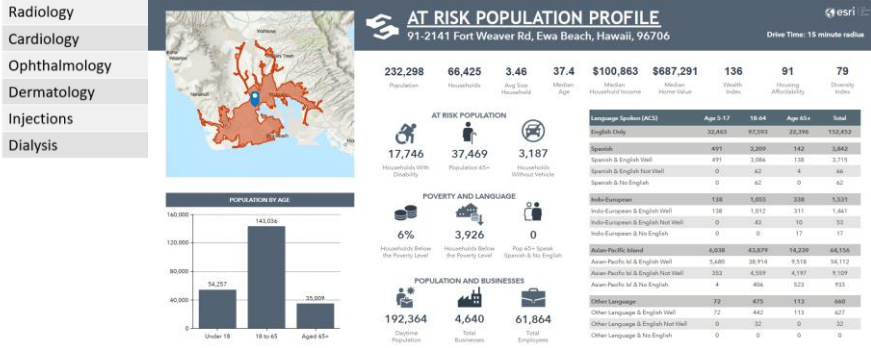 Radiology
Cardiology
Ophthalmology
Dermatology
Injections
Dialysis
AT RISK POPULATION PROFILE
91-2141 Fort Weaver Rd, Ewa Beach, Hawaii, 96706
esri
Drive Time: 15 minute radius
232,298 66,425 3.46 37.4 $100,863 $687,291 136 91 79
Population Households Avg Size Household Median Age Median Household Income Median Home Value Wealth Index Housing Affordability Diversity Index
AT RISK POPULATION
17,746 37,469 3,187
Households With Disability Population 65+ Households Without Vehicle
POVERTY AND LANGUAGE
6% 3,926 0
Households Below the Poverty Level Households Below the Poverty Level Pop 65+ Speak Spanish & No English
POPULATION AND BUSINESSES
192,364 4,640 61,864
Daytime Population Total Businesses Total Employees
POPULATION BY AGE
160,000
143,036
120,000
80,000
54,257
40,000
35,009
0
Under 18 18 to 65 Aged 65+
Language Spoken (ACS) Age 5-17 18-64 Age 65+ Total
English Only 32,463 97,593 22,396 152,452
Spanish 491 3,209 142 3,842
Spanish & English Well 491 3,086 138 3,715
Spanish & English Not Well 0 62 4 66
Spanish & No English 0 62 0 62
Indo-European 138 1,055 338 1,531
Indo-European & English Well 138 1,012 311 1,461
Indo-European & English Not Well 0 43 10 53
Indo-European & No English 0 0 17 17
Asian-Pacific Island 6,038 43,879 14,239 64,156
Asian-Pacific Isl & English Well 5,680 38,914 9,518 54,112
Asian-Pacific Isl & English Not Well 353 4,559 4,197 9,109
Asian-Pacific Isl & No English 4 406 523 933
Other Language 72 475 113 660
Other Language & English Well 72 442 113 627
Other Language & English Not Well 0 32 0 32
Other Language & No English 0 0 0 0